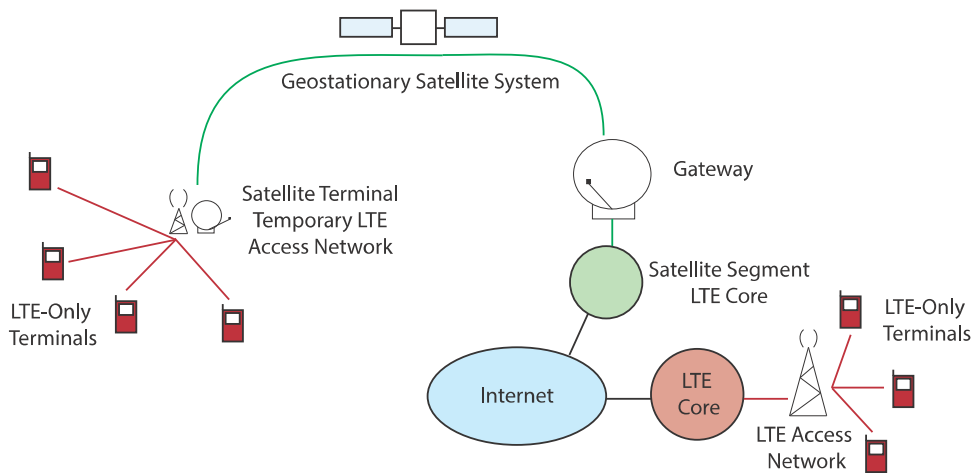 Geostationary Satellite System
Gateway
Satellite Terminal
Temporary LTE
Access Network
LTE-Only
Terminals
Satellite Segment
LTE Core
LTE-Only
Terminals
Internet
LTE
Core
LTE Access
Network